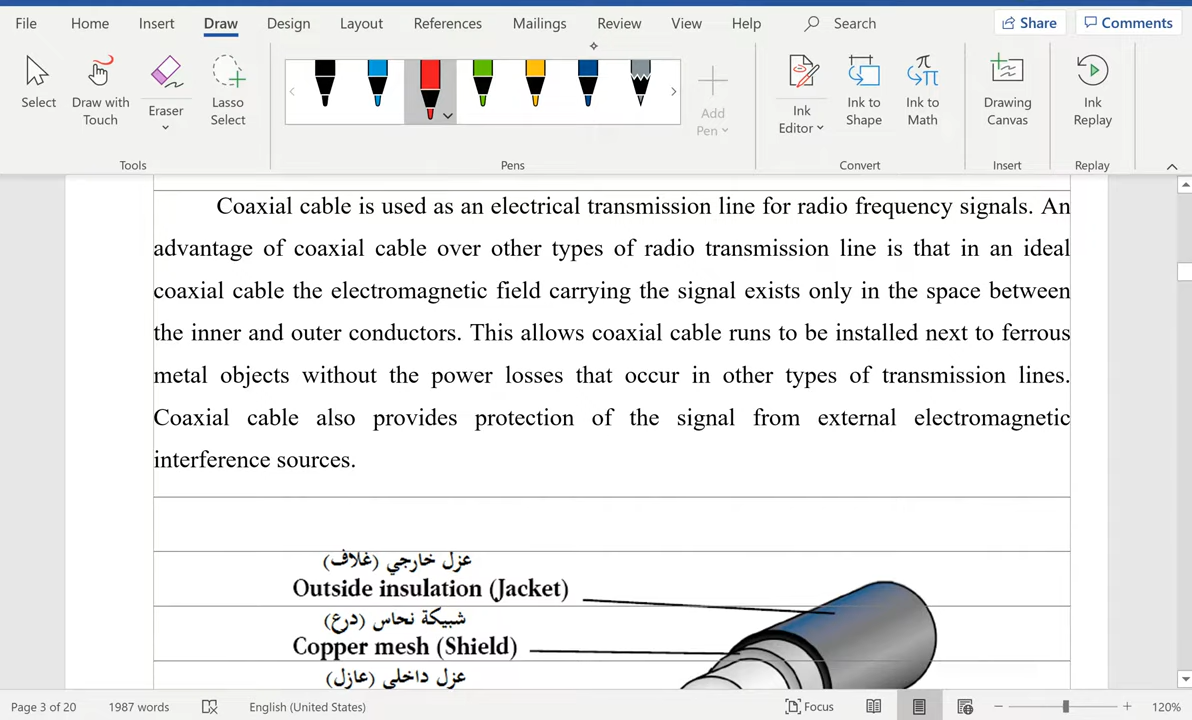 File Home Insert Draw Design Layout References Mailings Review View Help Search Share Comments
Select Draw with Touch Eraser Lasso Select Add Pen Ink Editor Ink to Shape Ink to Math Drawing Canvas Ink Replay
Tools Pens Convert Insert Replay
Coaxial cable is used as an electrical transmission line for radio frequency signals. An
advantage of coaxial cable over other types of radio transmission line is that in an ideal
coaxial cable the electromagnetic field carrying the signal exists only in the space between
the inner and outer conductors. This allows coaxial cable runs to be installed next to ferrous
metal objects without the power losses that occur in other types of transmission lines.
Coaxial cable also provides protection of the signal from external electromagnetic
interference sources.
عزل خارجي (غلاف)
Outside insulation (Jacket)
شبيكة نحاس (درع)
Copper mesh (Shield)
عزل داخلي (عازل)
Page 3 of 20 1987 words English (United States) Focus 120%